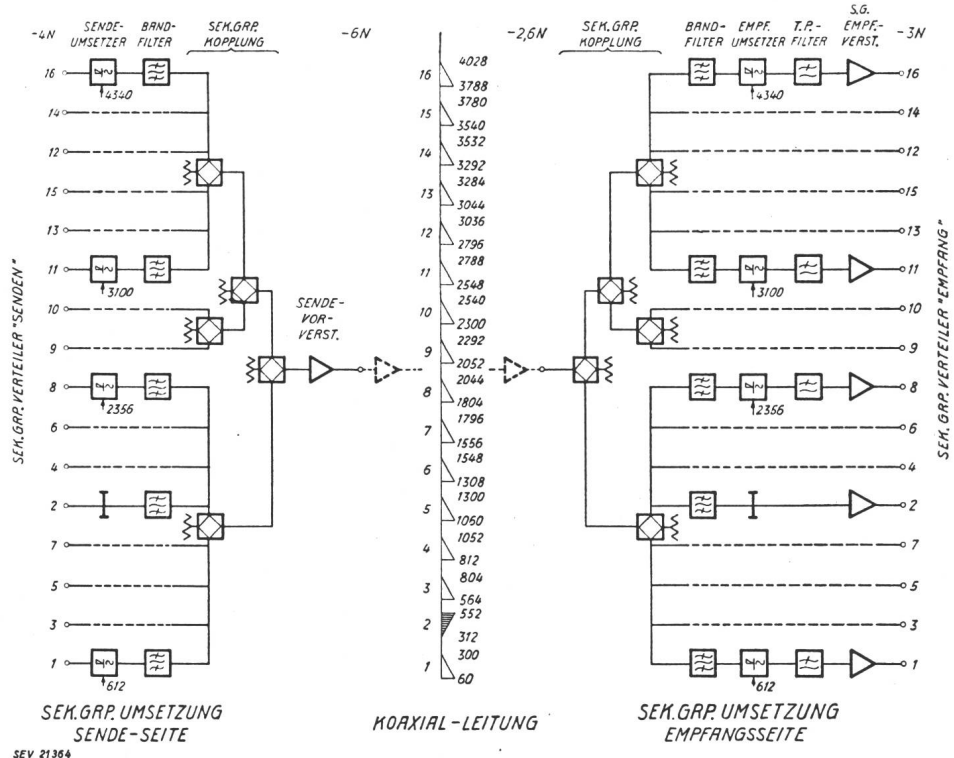 -4N
SENDE-
UMSETZER
BAND-
FILTER
SEK.GRP.
KOPPLUNG
-6N
-2,6N
SEK.GRP.
KOPPLUNG
BAND-
FILTER
EMPF.
UMSETZER
T.P.-
FILTER
S.G.
EMPF.-
VERST.
-3N
SEK.GRP. VERTEILER "SENDEN"
16
4340
14
12
15
13
11
3100
10
9
8
2356
6
4
2
7
5
3
1
612
SENDE-
VOR-
VERST.
16
4028
3788
15
3780
3540
14
3532
3292
13
3284
3044
12
3036
2796
11
2788
2548
10
2540
2300
9
2292
2052
8
2044
1804
7
1796
1556
6
1548
1308
5
1300
1060
4
1052
812
3
804
564
2
552
312
1
300
60
16
4340
14
12
15
13
11
3100
10
9
8
2356
6
4
2
7
5
3
1
612
SEK.GRP. VERTEILER "EMPFANG"
SEK.GRP. UMSETZUNG
SENDE-SEITE
KOAXIAL-LEITUNG
SEK.GRP. UMSETZUNG
EMPFANGSSEITE
SEV 21364